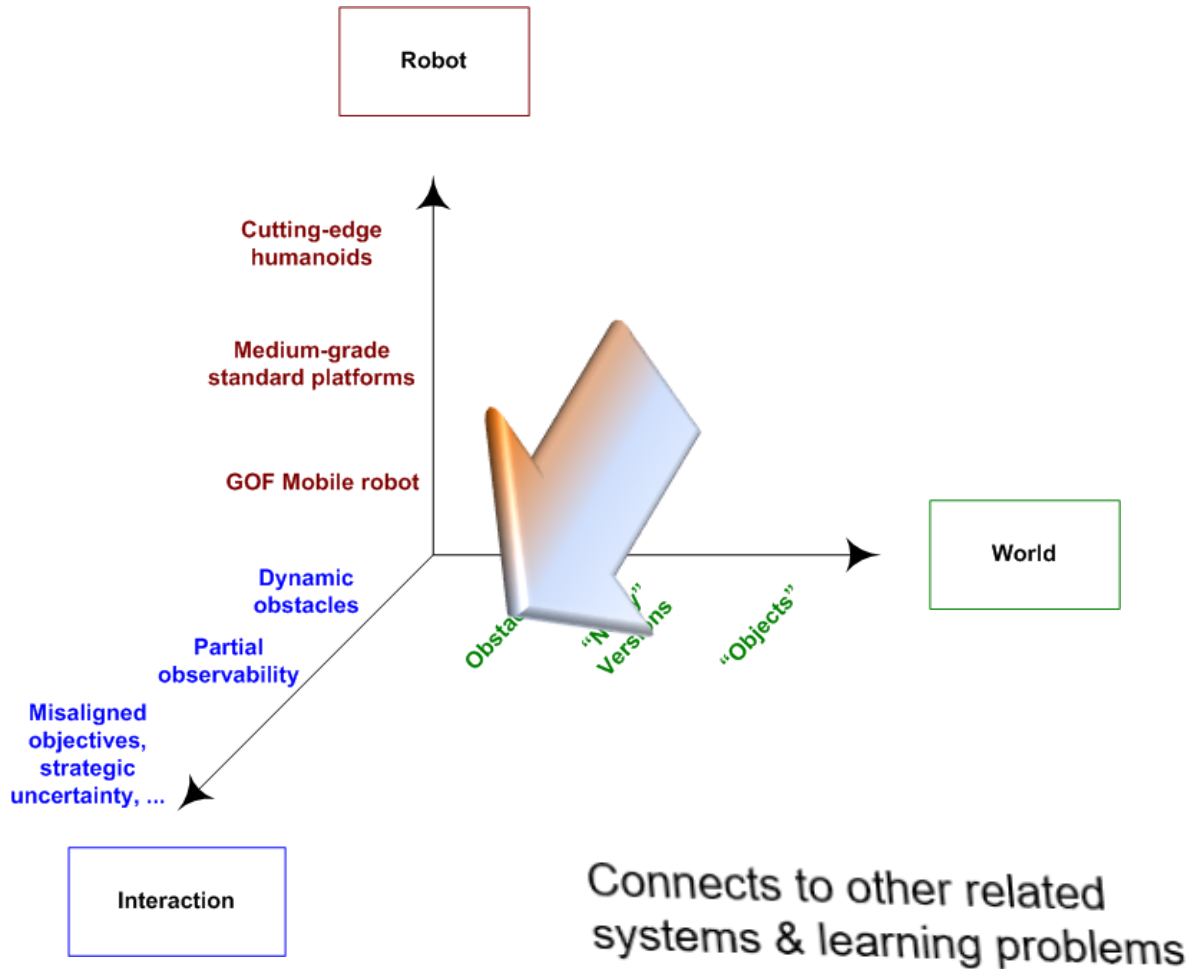 Robot
Cutting-edge
humanoids
Medium-grade
standard platforms
GOF Mobile robot
World
Dynamic
obstacles
Partial
observability
Misaligned
objectives,
strategic
uncertainty, ...
Versions
“Objects”
Interaction
Connects to other related
systems & learning problems